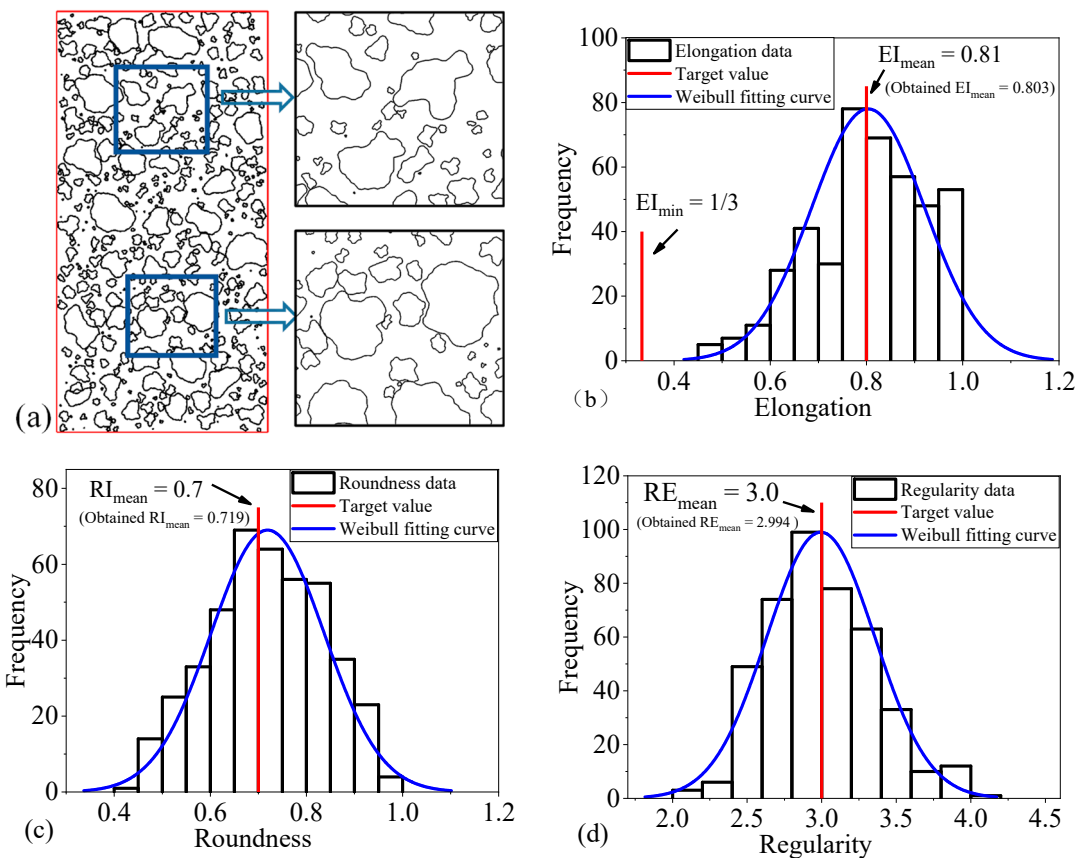 (a)
100
80
60
40
20
0
Frequency
Elongation data
Target value
Weibull fitting curve
EI_mean = 0.81
(Obtained EI_mean = 0.803)
EI_min = 1/3
0.4 0.6 0.8 1.0 1.2
(b)
Elongation
80
60
40
20
0
Frequency
RI_mean = 0.7
(Obtained RI_mean = 0.719)
Roundness data
Target value
Weibull fitting curve
0.4 0.6 0.8 1.0 1.2
(c)
Roundness
120
100
80
60
40
20
0
Frequency
RE_mean = 3.0
(Obtained RE_mean = 2.994 )
Regularity data
Target value
Weibull fitting curve
2.0 2.5 3.0 3.5 4.0 4.5
(d)
Regularity